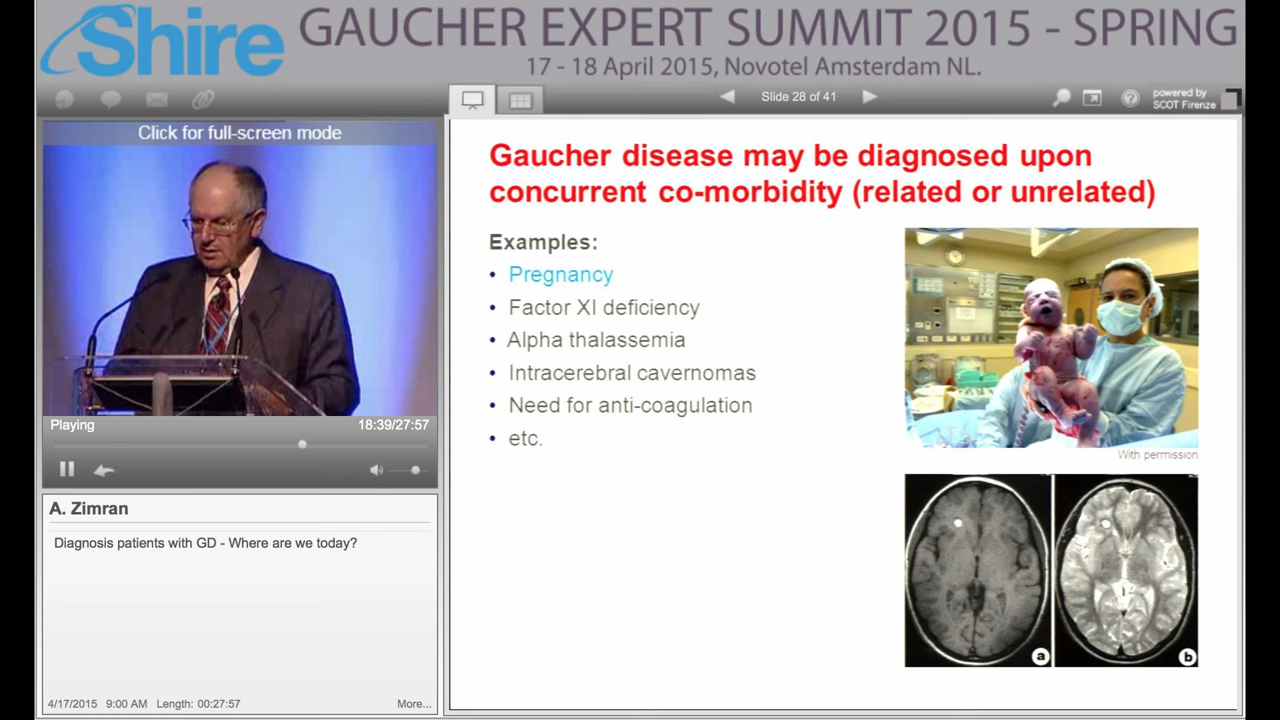 Shire
GAUCHER EXPERT SUMMIT 2015 - SPRING
17 - 18 April 2015, Novotel Amsterdam NL.
Slide 28 of 41
powered by
SCOT Firenze
Click for full-screen mode
Playing
18:39/27:57
A. Zimran
Diagnosis patients with GD - Where are we today?
4/17/2015 9:00 AM Length: 00:27:57
More...
Gaucher disease may be diagnosed upon
concurrent co-morbidity (related or unrelated)
Examples:
• Pregnancy
• Factor XI deficiency
• Alpha thalassemia
• Intracerebral cavernomas
• Need for anti-coagulation
• etc.
With permission
a
b